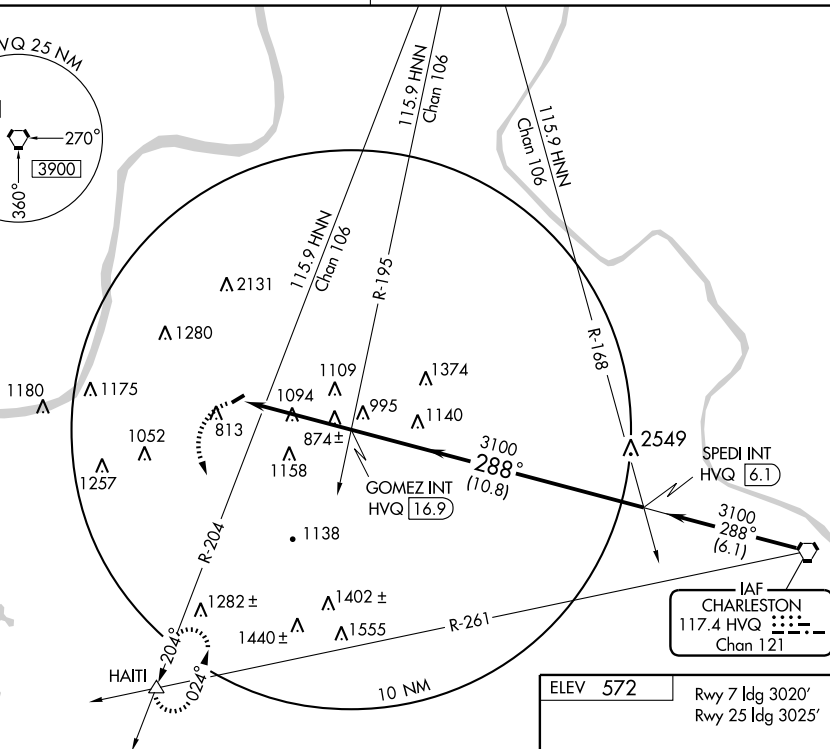 VQ 25 NM
270°
3900
360°
115.9 HNN
Chan 106
115.9 HNN
Chan 106
115.9 HNN
Chan 106
R-195
R-168
R-204
2131
1280
1180
1175
1109
1374
1094
995
1140
813
874±
1052
1158
1257
2549
3100
288°
(10.8)
GOMEZ INT
HVQ 16.9
SPEDI INT
HVQ 6.1
3100
288°
(6.1)
1138
1282 ±
1402 ±
1440 ±
1555
R-261
IAF
CHARLESTON
117.4 HVQ
Chan 121
HAITI
204°
024°
10 NM
ELEV 572
Rwy 7 ldg 3020'
Rwy 25 ldg 3025'